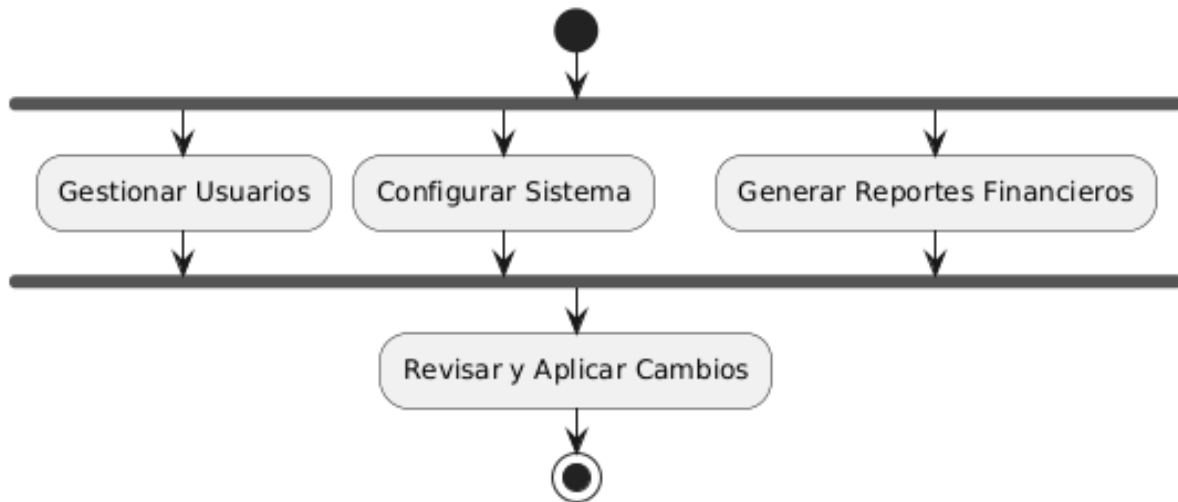 Gestionar Usuarios
Configurar Sistema
Generar Reportes Financieros
Revisar y Aplicar Cambios